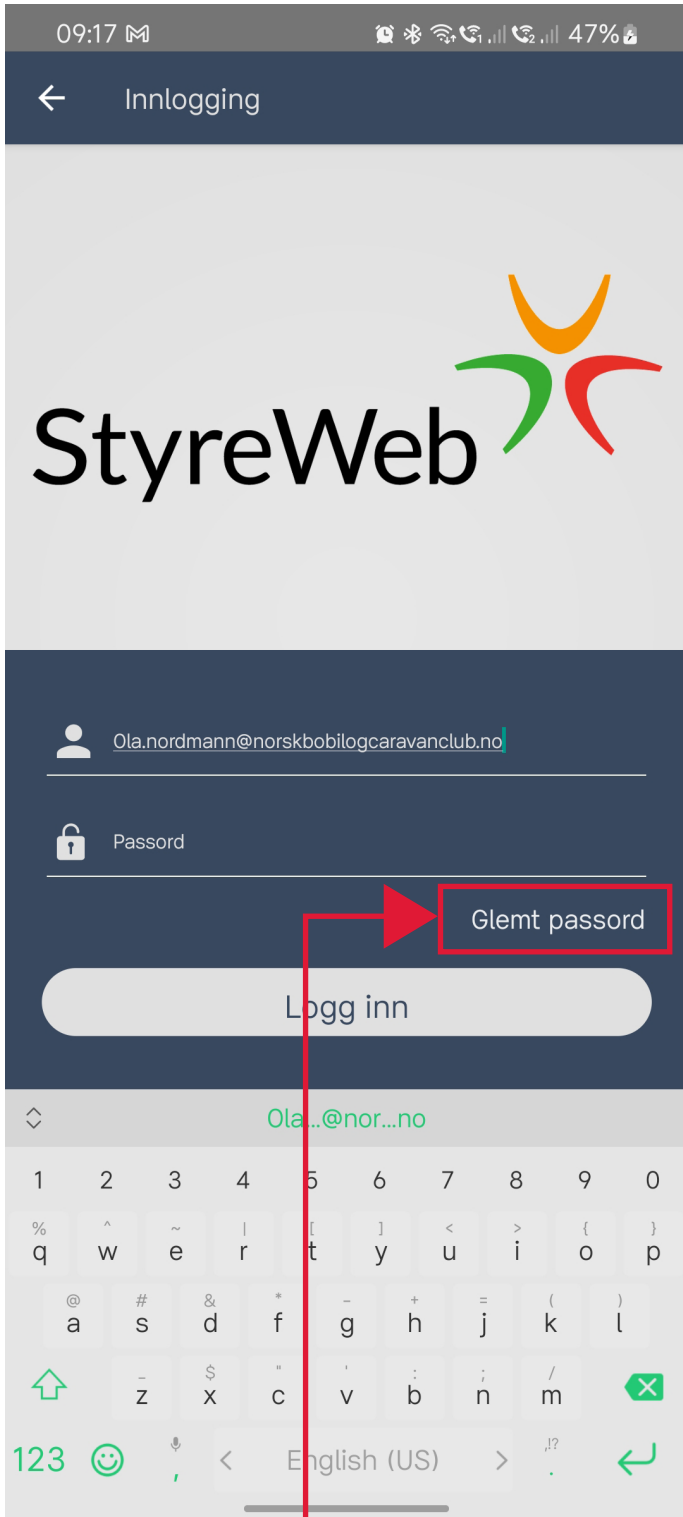 09:17 47%
Innlogging
StyreWeb
Ola.nordmann@norskbobilogcaravanclub.no
Passord
Glemt passord
Logg inn
Ola...@nor...no
1 2 3 4 5 6 7 8 9 0
% ^ ~ | [ ] < > { }
q w e r t y u i o p
@ # & * - + = ( )
a s d f g h j k l
_ $ " ' : ; /
z x c v b n m
123 , < English (US) > ,!? .